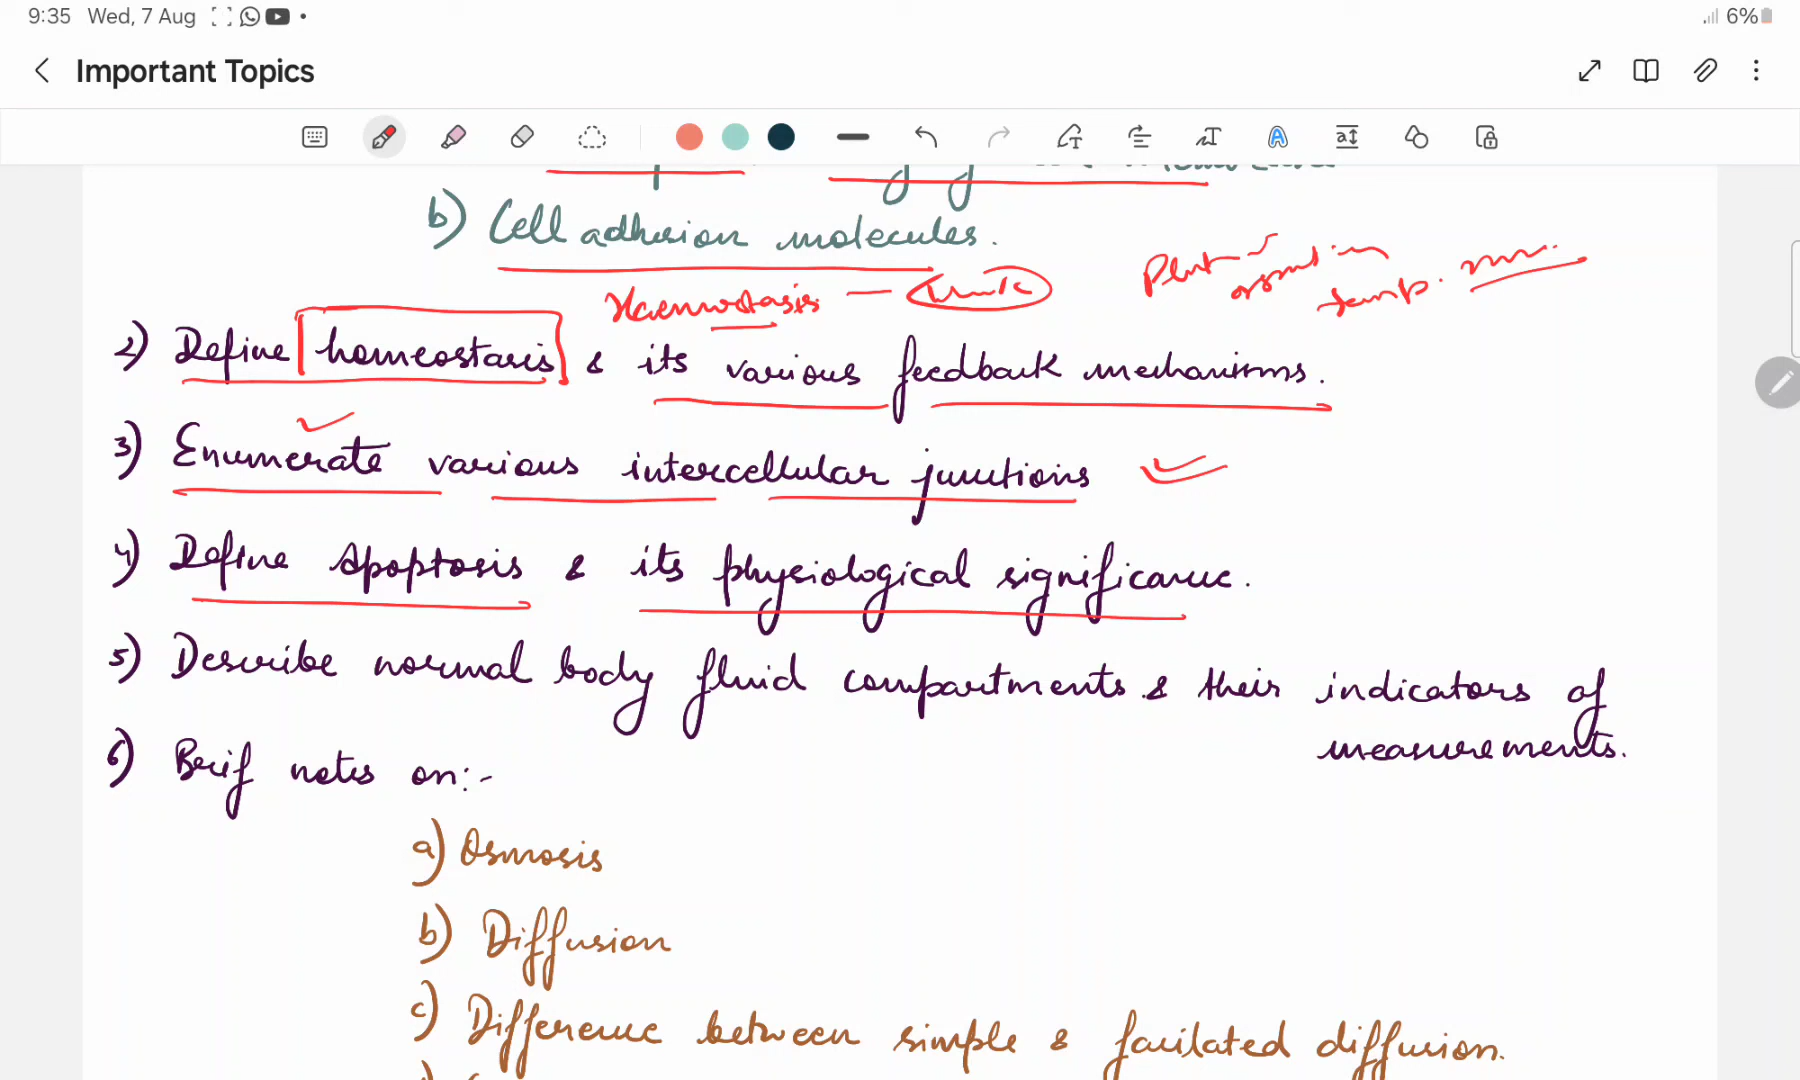 9:35 Wed, 7 Aug
6%
Important Topics
b) Cell adhesion molecules.
Haemostasis —
temp.
2) Define homeostasis & its various feedback mechanisms.
3) Enumerate various intercellular junctions
4) Define Apoptosis & its physiological significance.
5) Describe normal body fluid compartments & their indicators of
measurements.
6) Brief notes on:-
a) Osmosis
b) Diffusion
c) Difference between simple & facilated diffusion.